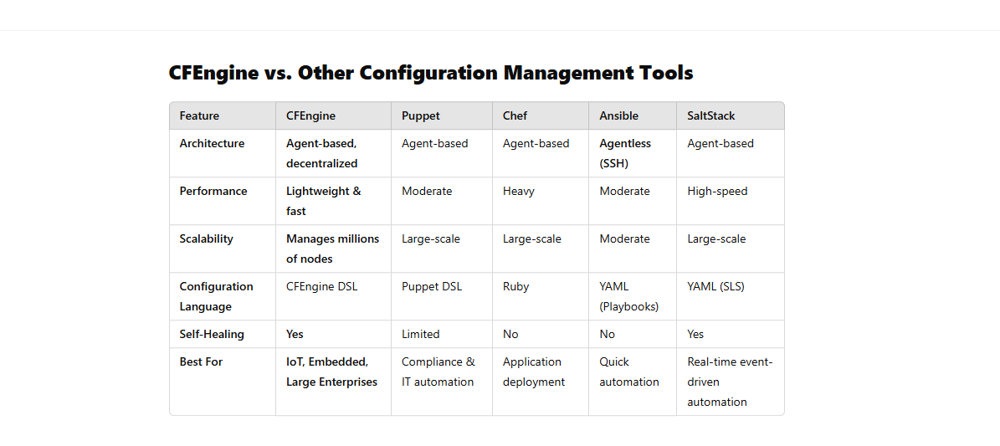 CFEngine vs. Other Configuration Management Tools
Feature CFEngine Puppet Chef Ansible SaltStack
Architecture Agent-based, Agent-based Agent-based Agentless Agent-based
decentralized (SSH)
Performance Lightweight & Moderate Heavy Moderate High-speed
fast
Scalability Manages millions Large-scale Large-scale Moderate Large-scale
of nodes
Configuration CFEngine DSL Puppet DSL Ruby YAML YAML (SLS)
Language (Playbooks)
Self-Healing Yes Limited No No Yes
Best For IoT, Embedded, Compliance & Application Quick Real-time event-
Large Enterprises IT automation deployment automation driven
automation